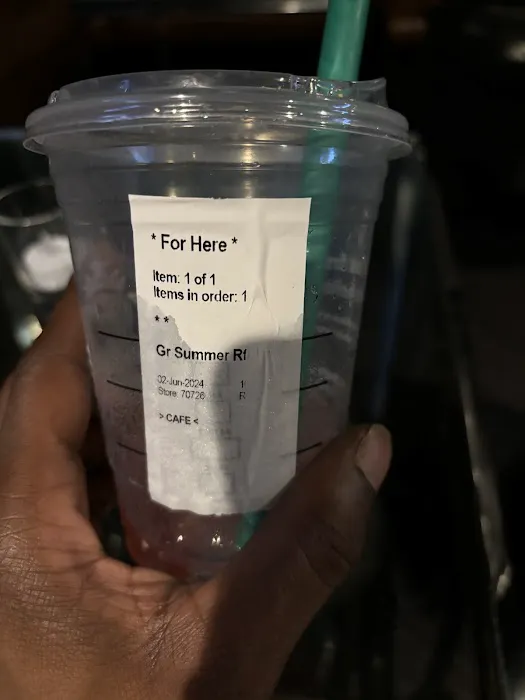 * For Here *
Item: 1 of 1
Items in order: 1
* *
Gr Summer Rf
02-Jun-2024
Store: 70726
> CAFE <